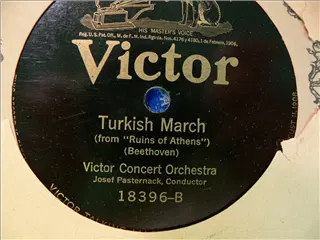 HIS MASTER'S VOICE
Victor
Turkish March
(from "Ruins of Athens")
(Beethoven)
Victor Concert Orchestra
Josef Pasternack, Conductor
18396-B